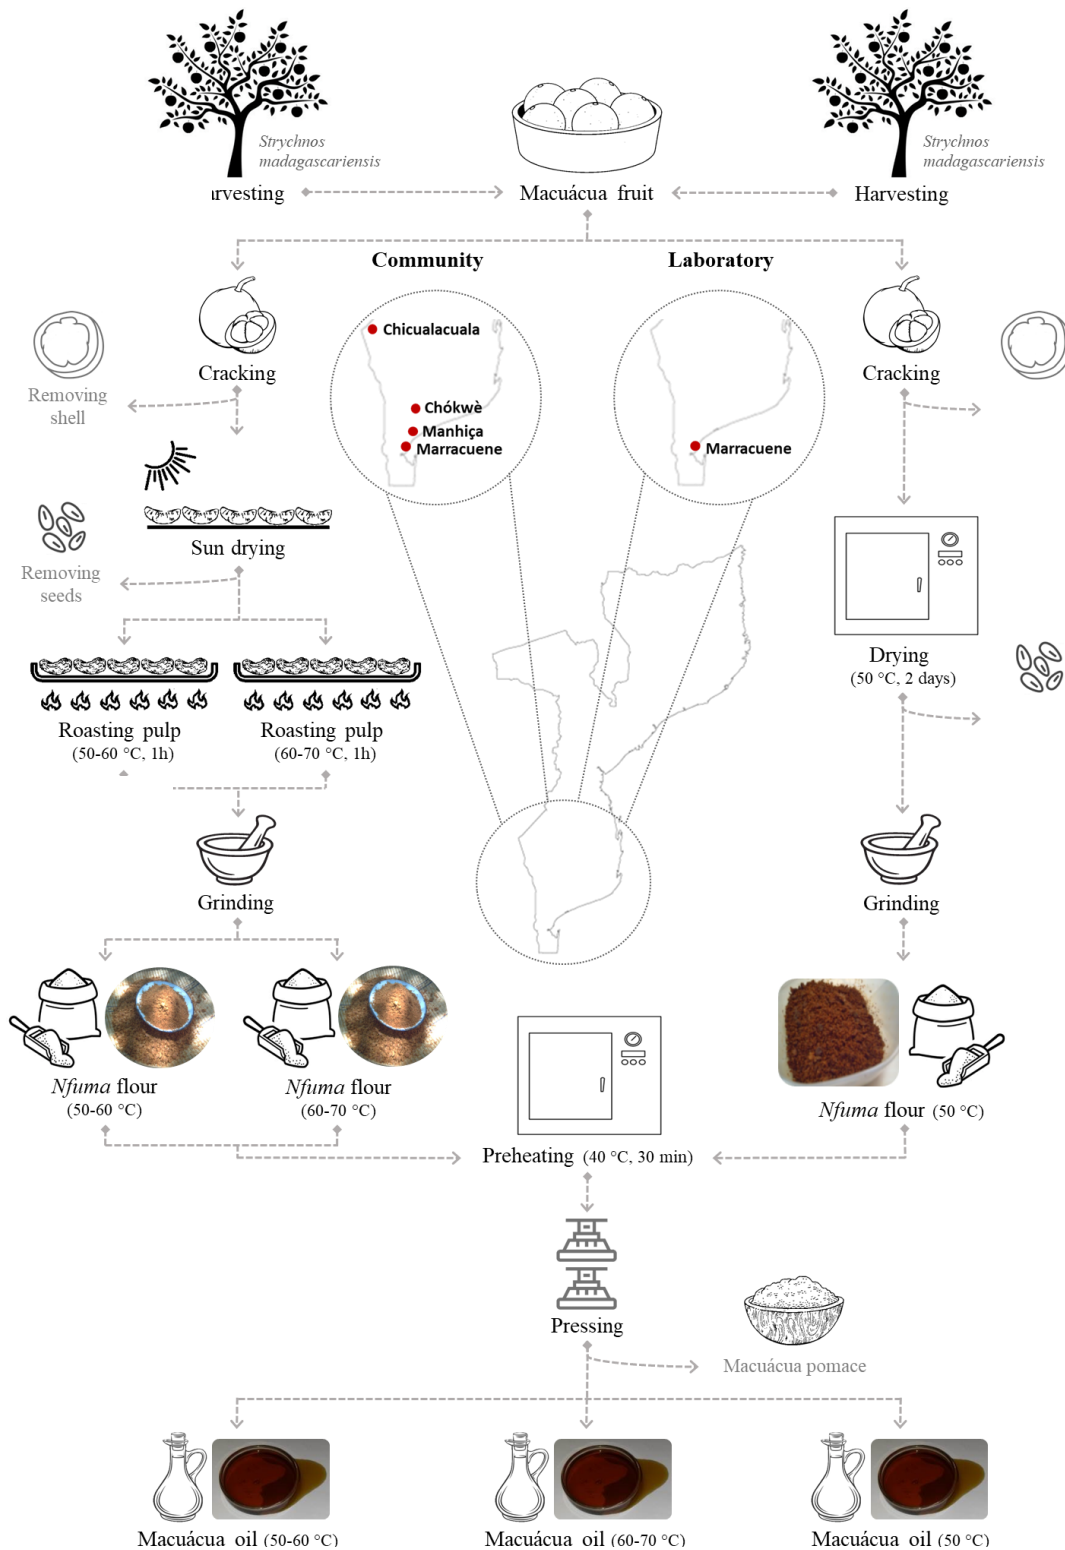 Strychnos
madagascariensis
Strychnos
madagascariensis
rvesting
Macuácua fruit
Harvesting
Community
Laboratory
Chicualacuala
Chókwè
Manhiça
Marracuene
Marracuene
Cracking
Cracking
Removing
shell
Sun drying
Removing
seeds
Roasting pulp
(50-60 °C, 1h)
Roasting pulp
(60-70 °C, 1h)
Drying
(50 °C, 2 days)
Grinding
Grinding
Nfuma flour
(50-60 °C)
Nfuma flour
(60-70 °C)
Nfuma flour (50 °C)
Preheating (40 °C, 30 min)
Pressing
Macuácua pomace
Macuácua oil (50-60 °C)
Macuácua oil (60-70 °C)
Macuácua oil (50 °C)